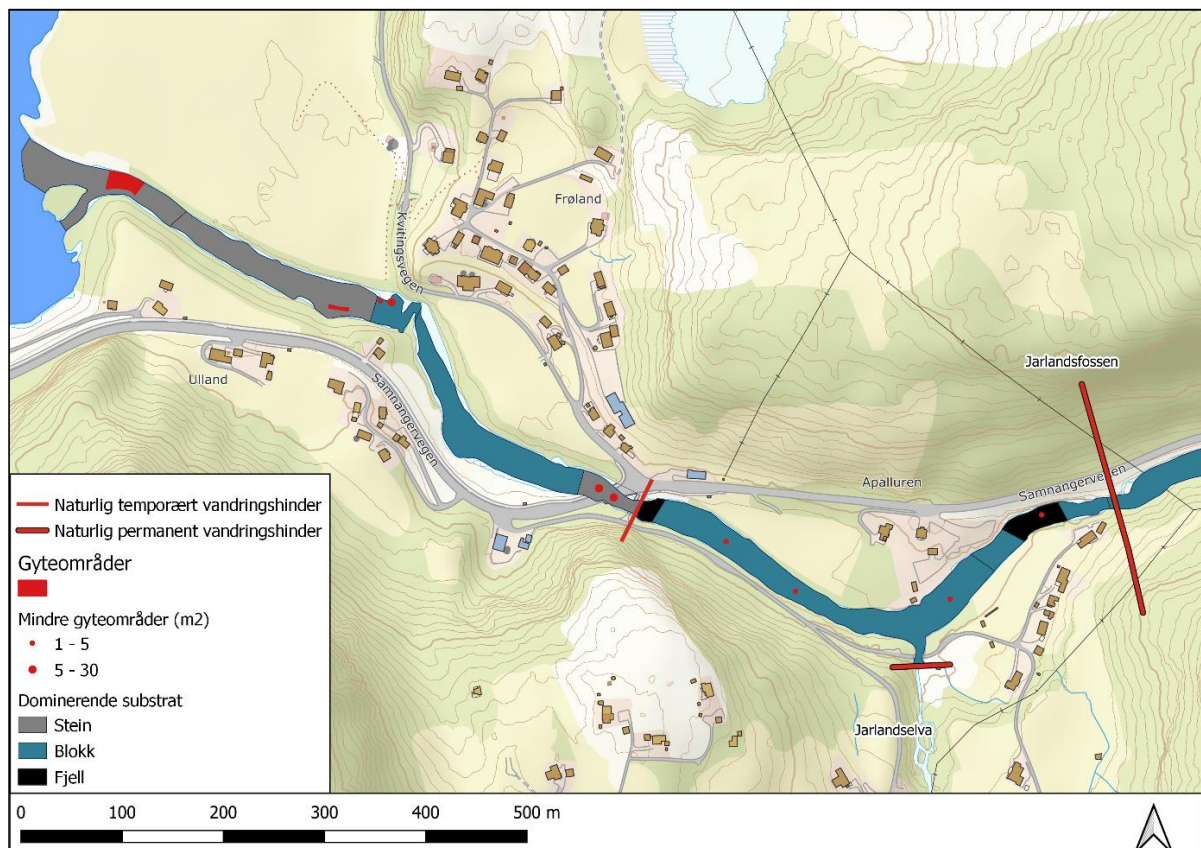 Frøland
Kvitingsvegen
Jarlandsfossen
Ulland
Samnangervegen
Apalluren
Samnangervegen
Jarlandselva
Naturlig temporært vandringshinder
Naturlig permanent vandringshinder
Gyteområder
Mindre gyteområder (m2)
1 - 5
5 - 30
Dominerende substrat
Stein
Blokk
Fjell
0 100 200 300 400 500 m